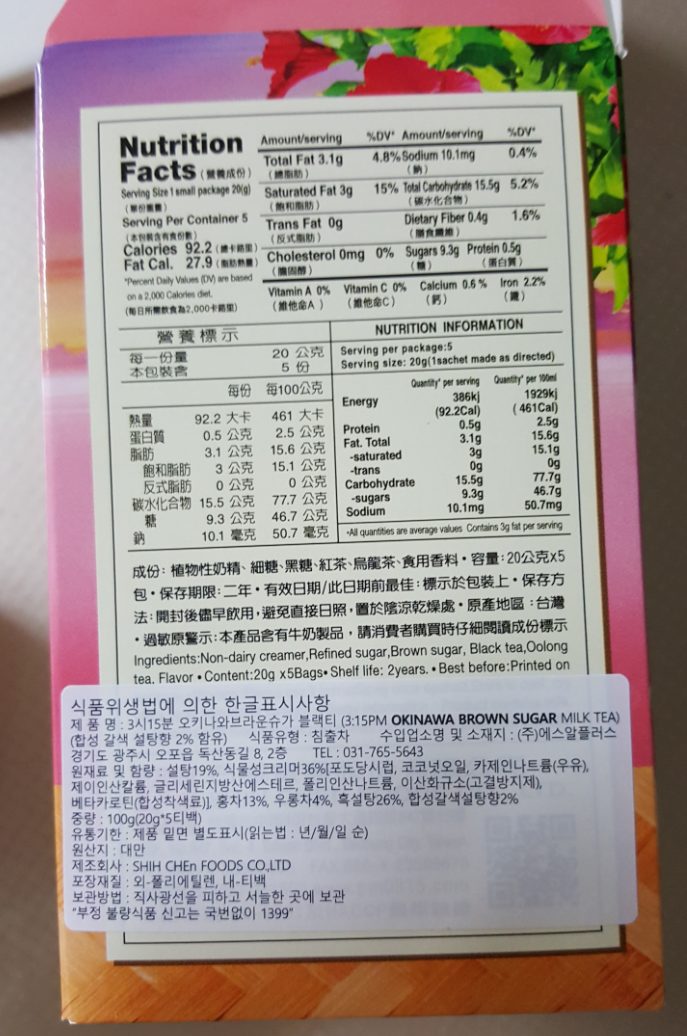 Nutrition Facts (營養成份)
Serving Size 1 small package 20(g)
Serving Per Container 5
(本包裝含有食份數)
Calories 92.2 (總卡路里)
Fat Cal. 27.9 (脂肪熱量)
*Percent Daily Values (DV) are based
on a 2,000 Calories diet.
(每日所需飲食為2,000卡路里)
Amount/serving %DV* Amount/serving %DV*
Total Fat 3.1g 4.8% Sodium 10.1mg 0.4%
(總脂肪) (鈉)
Saturated Fat 3g 15% Total Carbohydrate 15.5g 5.2%
(飽和脂肪) (碳水化合物)
Trans Fat 0g Dietary Fiber 0.4g 1.6%
(反式脂肪) (膳食纖維)
Cholesterol 0mg 0% Sugars 9.3g Protein 0.5g
(膽固醇) (糖) (蛋白質)
Vitamin A 0% Vitamin C 0% Calcium 0.6% Iron 2.2%
(維他命A) (維他命C) (鈣) (鐵)
營養標示
每一份量 20 公克
本包裝含 5 份
每份 每100公克
熱量 92.2 大卡 461 大卡
蛋白質 0.5 公克 2.5 公克
脂肪 3.1 公克 15.6 公克
飽和脂肪 3 公克 15.1 公克
反式脂肪 0 公克 0 公克
碳水化合物 15.5 公克 77.7 公克
糖 9.3 公克 46.7 公克
鈉 10.1 毫克 50.7 毫克
NUTRITION INFORMATION
Serving per package:5
Serving size: 20g(1sachet made as directed)
Quantity* per serving Quantity* per 100ml
Energy 386kj 1929kj
(92.2Cal) (461Cal)
Protein 0.5g 2.5g
Fat. Total 3.1g 15.6g
-saturated 3g 15.1g
-trans 0g 0g
Carbohydrate 15.5g 77.7g
-sugars 9.3g 46.7g
Sodium 10.1mg 50.7mg
*All quantities are average values Contains 3g fat per serving
成份: 植物性奶精、細糖、黑糖、紅茶、烏龍茶、食用香料•容量:20公克x5
包•保存期限:二年•有效日期/此日期前最佳:標示於包裝上•保存方
法:開封後儘早飲用,避免直接日照,置於陰涼乾燥處•原產地區:台灣
•過敏原警示:本產品含有牛奶製品,請消費者購買時仔細閱讀成份標示
Ingredients:Non-dairy creamer,Refined sugar,Brown sugar, Black tea,Oolong
tea. Flavor • Content:20g x5Bags• Shelf life: 2years. • Best before:Printed on
식품위생법에 의한 한글표시사항
제 품 명 : 3시15분 오키나와브라운슈가 블랙티 (3:15PM OKINAWA BROWN SUGAR MILK TEA)
(합성 갈색 설탕향 2% 함유) 식품유형 : 침출차 수입업소명 및 소재지 : (주)에스알플러스
경기도 광주시 오포읍 독산동길 8, 2층 TEL : 031-765-5643
원재료 및 함량 : 설탕19%, 식물성크리머36%[포도당시럽, 코코넛오일, 카제인나트륨(우유),
제이인산칼륨, 글리세린지방산에스테르, 폴리인산나트륨, 이산화규소(고결방지제),
베타카로틴(합성착색료)], 홍차13%, 우롱차4%, 흑설탕26%, 합성갈색설탕향2%
중량 : 100g(20g*5티백)
유통기한 : 제품 밑면 별도표시(읽는법 : 년/월/일 순)
원산지 : 대만
제조회사 : SHIH CHEn FOODS CO.,LTD
포장재질 : 외-폴리에틸렌, 내-티백
보관방법 : 직사광선을 피하고 서늘한 곳에 보관
"부정 불량식품 신고는 국번없이 1399"